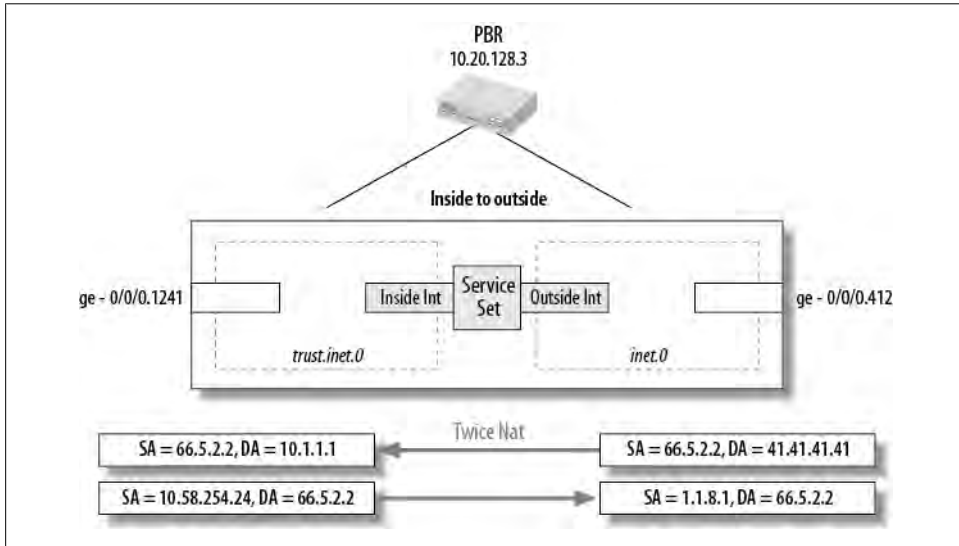 PBR
10.20.128.3
Inside to outside
ge - 0/0/0.1241
Inside Int
Service
Set
Outside Int
ge - 0/0/0.412
trust.inet.0
inet.0
Twice Nat
SA = 66.5.2.2, DA = 10.1.1.1
SA = 66.5.2.2, DA = 41.41.41.41
SA = 10.58.254.24, DA = 66.5.2.2
SA = 1.1.8.1, DA = 66.5.2.2